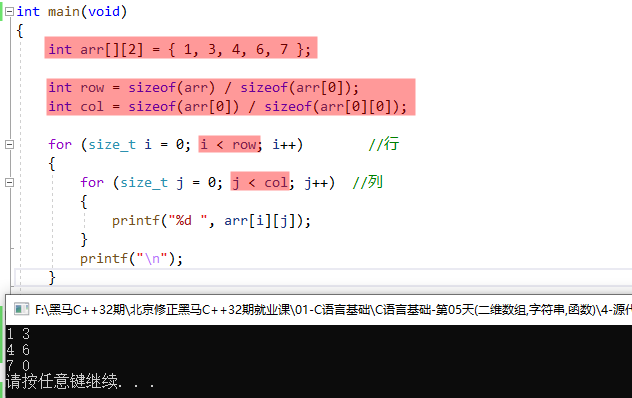 int main(void)
{
int arr[][2] = { 1, 3, 4, 6, 7 };
int row = sizeof(arr) / sizeof(arr[0]);
int col = sizeof(arr[0]) / sizeof(arr[0][0]);
for (size_t i = 0; i < row; i++) //行
{
for (size_t j = 0; j < col; j++) //列
{
printf("%d ", arr[i][j]);
}
printf("\n");
}
F:\黑马C++32期\北京修正黑马C++32期就业课\01-C语言基础\C语言基础-第05天(二维数组,字符串,函数)\4-源代
1 3
4 6
7 0
请按任意键继续. . .